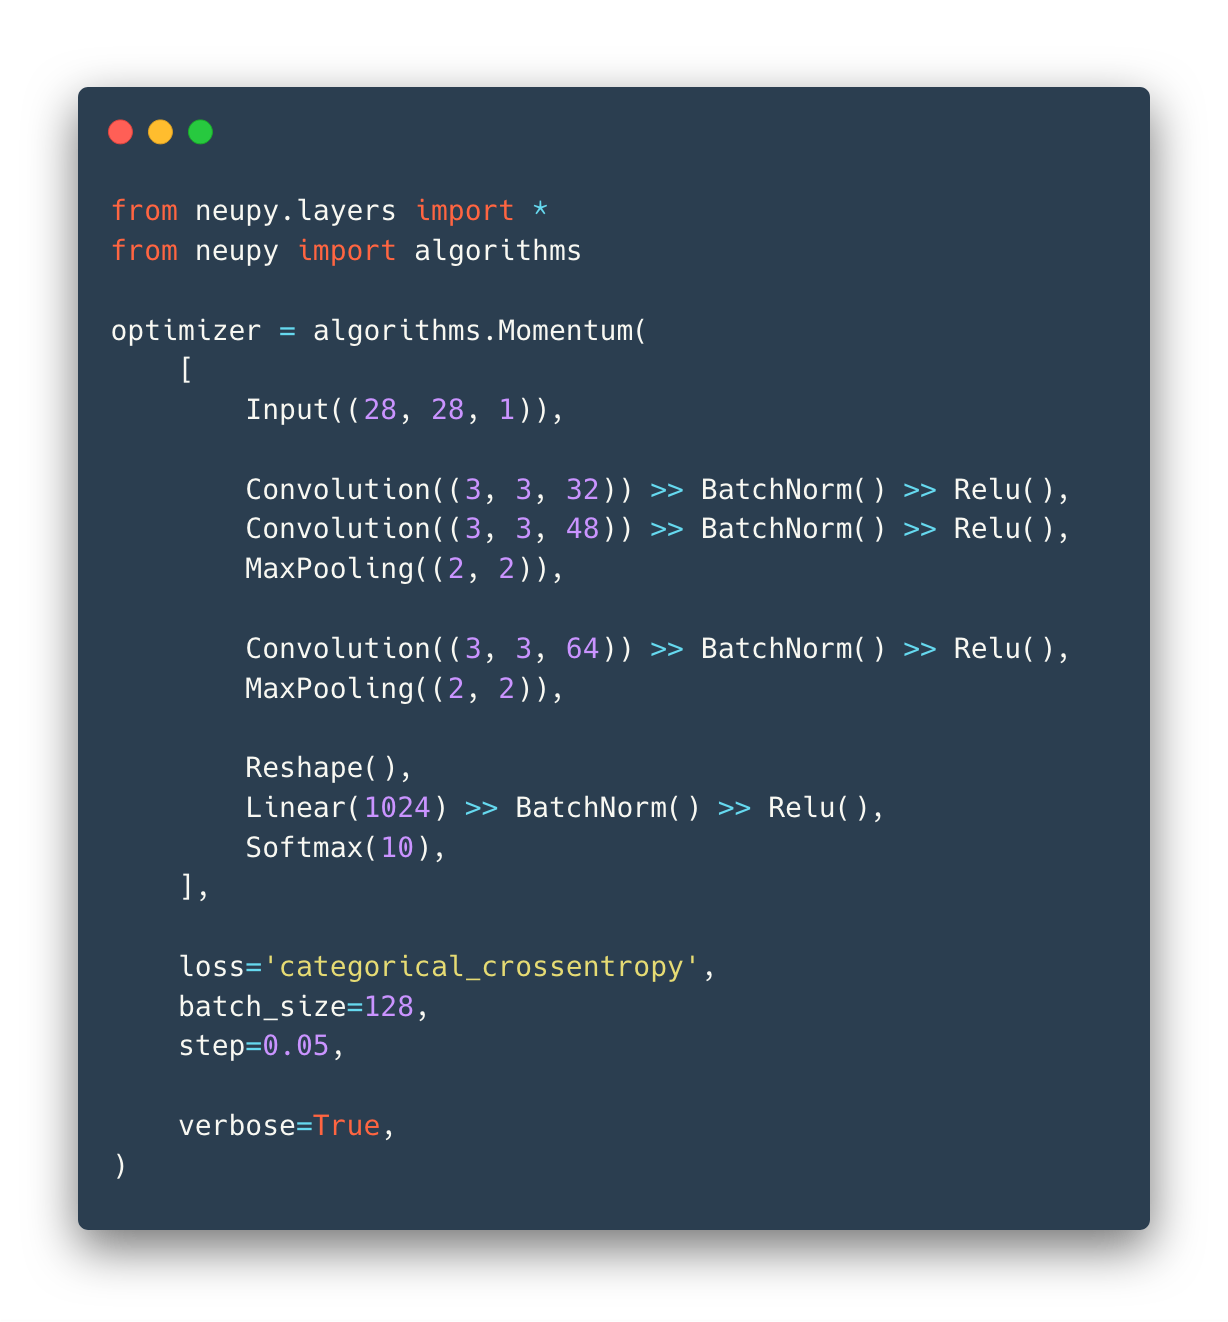 from neupy.layers import *
from neupy import algorithms

optimizer = algorithms.Momentum(
    [
        Input((28, 28, 1)),

        Convolution((3, 3, 32)) >> BatchNorm() >> Relu(),
        Convolution((3, 3, 48)) >> BatchNorm() >> Relu(),
        MaxPooling((2, 2)),

        Convolution((3, 3, 64)) >> BatchNorm() >> Relu(),
        MaxPooling((2, 2)),

        Reshape(),
        Linear(1024) >> BatchNorm() >> Relu(),
        Softmax(10),
    ],

    loss='categorical_crossentropy',
    batch_size=128,
    step=0.05,

    verbose=True,
)